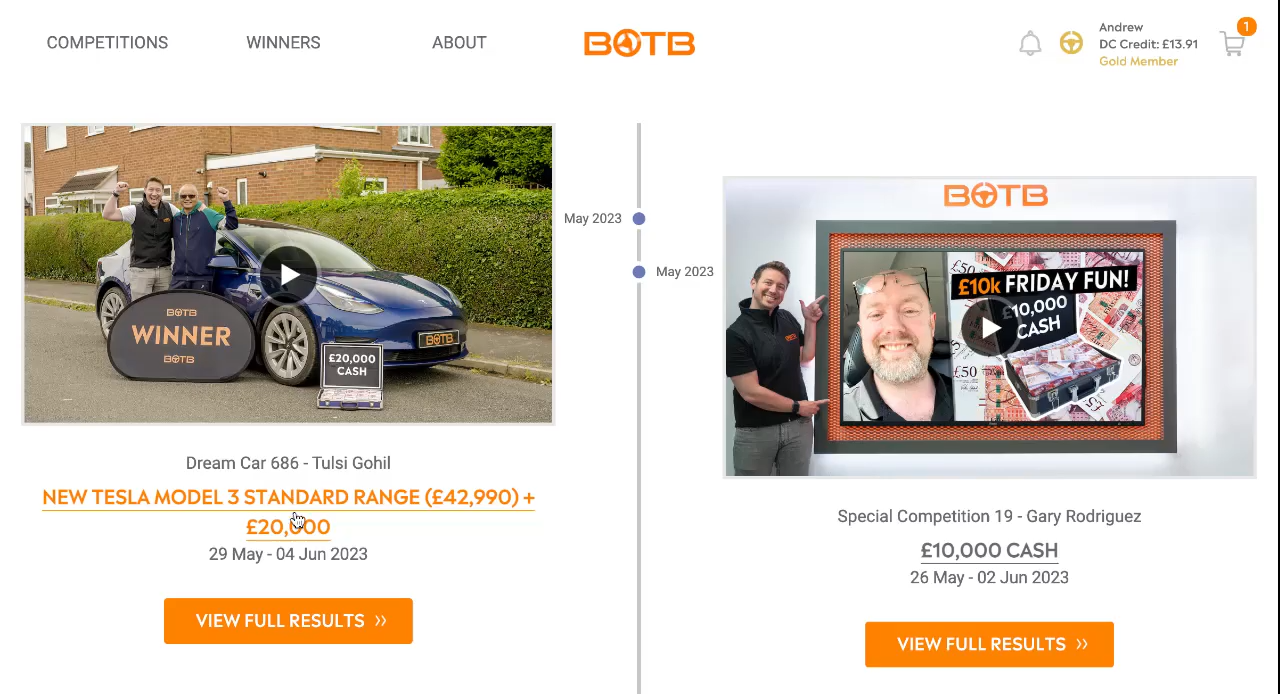 COMPETITIONS
WINNERS
ABOUT
BOTB
Andrew
DC Credit: £13.91
Gold Member
1
BOTB
WINNER
BOTB
BOTB
£20,000
CASH
May 2023
May 2023
BOTB
£10k FRIDAY FUN!
£10,000
CASH
£50
£50
Dream Car 686 - Tulsi Gohil
NEW TESLA MODEL 3 STANDARD RANGE (£42,990) +
£20,000
29 May - 04 Jun 2023
VIEW FULL RESULTS »
Special Competition 19 - Gary Rodriguez
£10,000 CASH
26 May - 02 Jun 2023
VIEW FULL RESULTS »